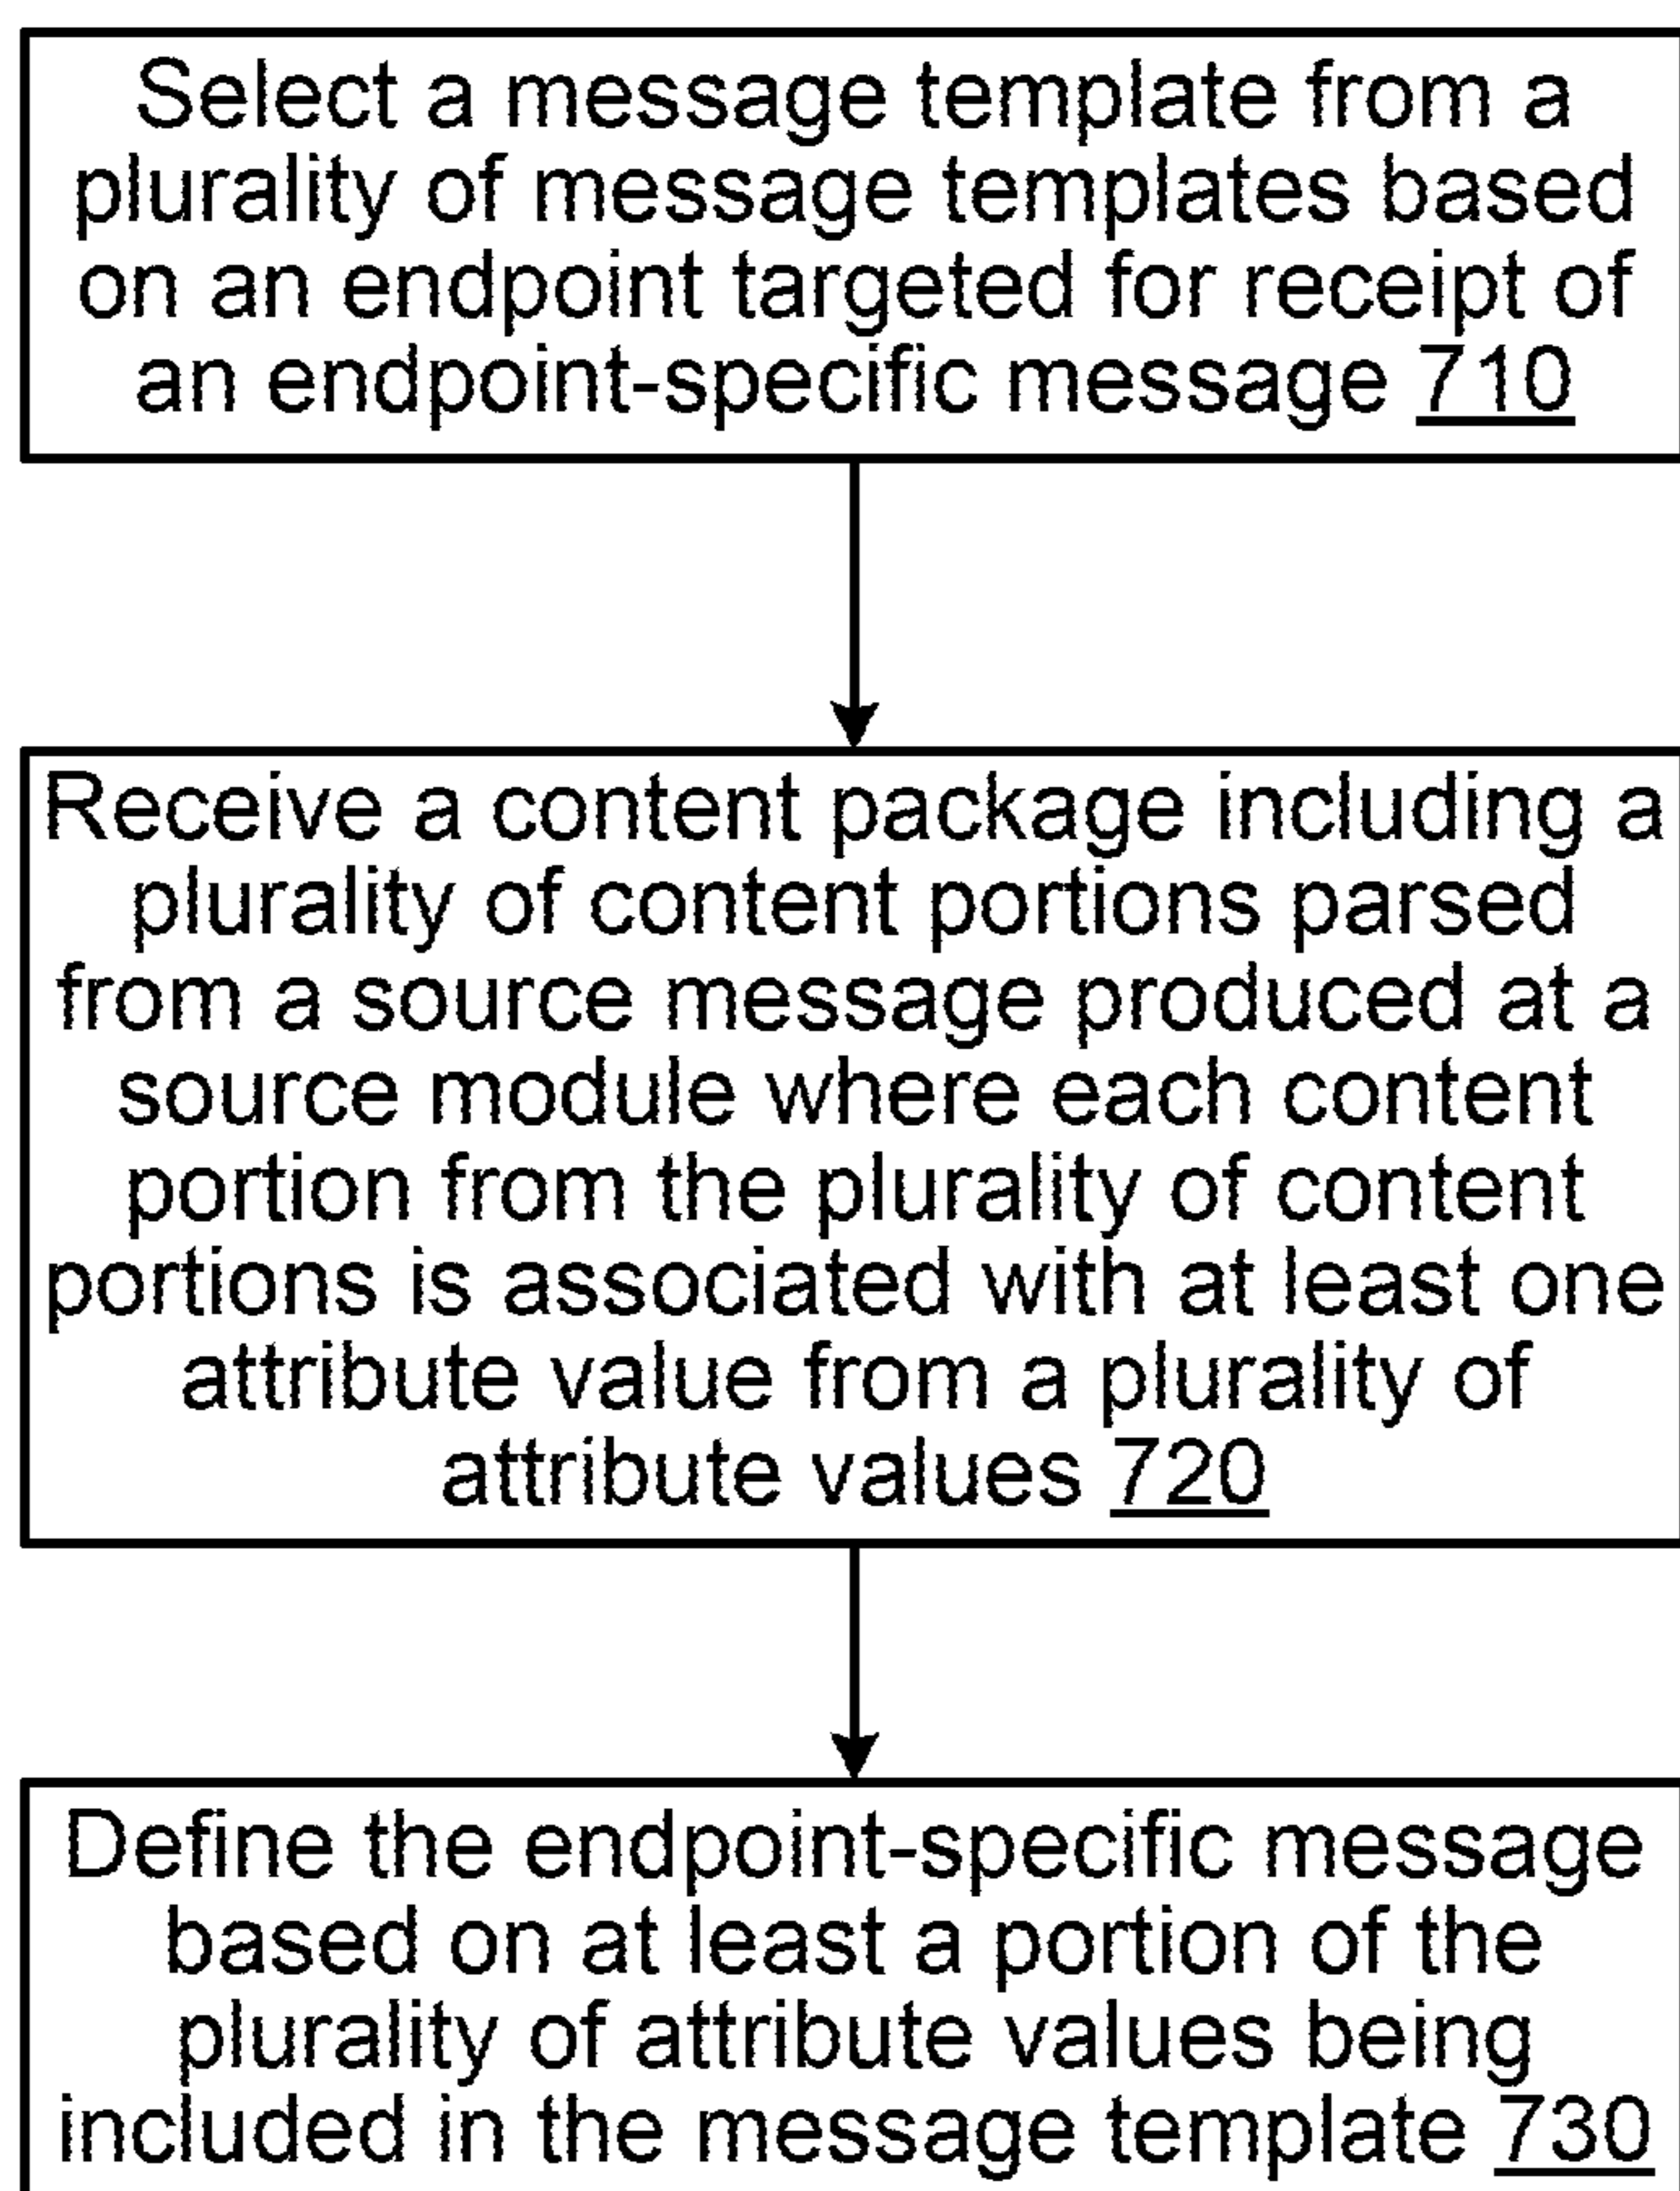 Select a message template from a
plurality of message templates based
on an endpoint targeted for receipt of
an endpoint-specific message 710
Receive a content package including a
plurality of content portions parsed
from a source message produced at a
source module where each content
portion from the plurality of content
portions is associated with at least one
attribute value from a plurality of
attribute values 720
Define the endpoint-specific message
based on at least a portion of the
plurality of attribute values being
included in the message template 730